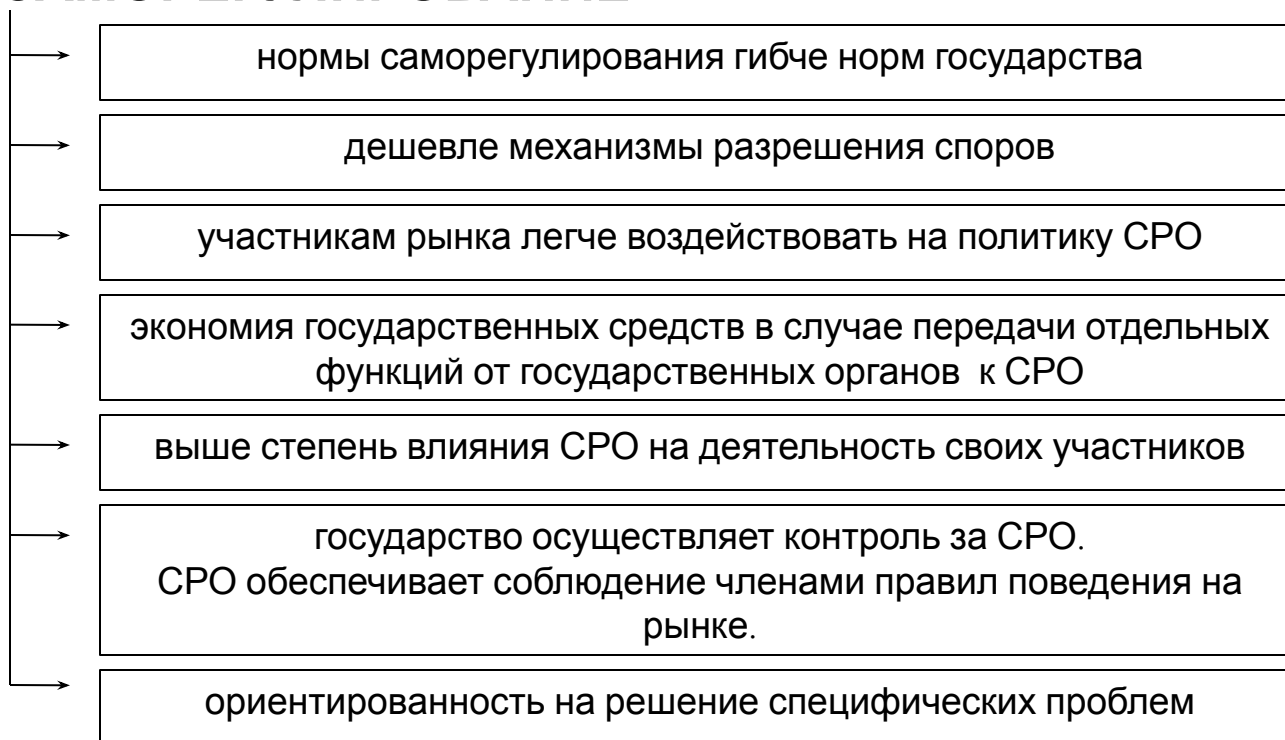 нормы саморегулирования гибче норм государства
дешевле механизмы разрешения споров
участникам рынка легче воздействовать на политику СРО
экономия государственных средств в случае передачи отдельных
функций от государственных органов к СРО
выше степень влияния СРО на деятельность своих участников
государство осуществляет контроль за СРО.
СРО обеспечивает соблюдение членами правил поведения на
рынке.
ориентированность на решение специфических проблем